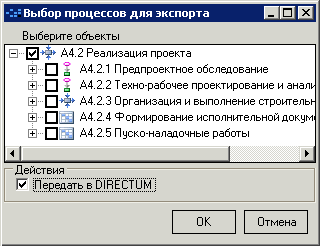 Выбор процессов для экспорта
Выберите объекты
А4.2 Реализация проекта
А4.2.1 Предпроектное обследование
А4.2.2 Техно-рабочее проектирование и анали
А4.2.3 Организация и выполнение строительн
А4.2.4 Формирование исполнительной докум
А4.2.5 Пуско-наладочные работы
Действия
Передать в DIRECTUM
OK
Отмена